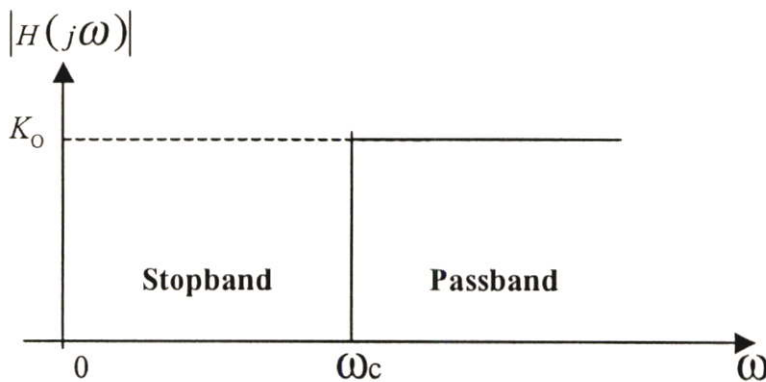 |H(jω)|
K₀
Stopband Passband
0 ωc ω